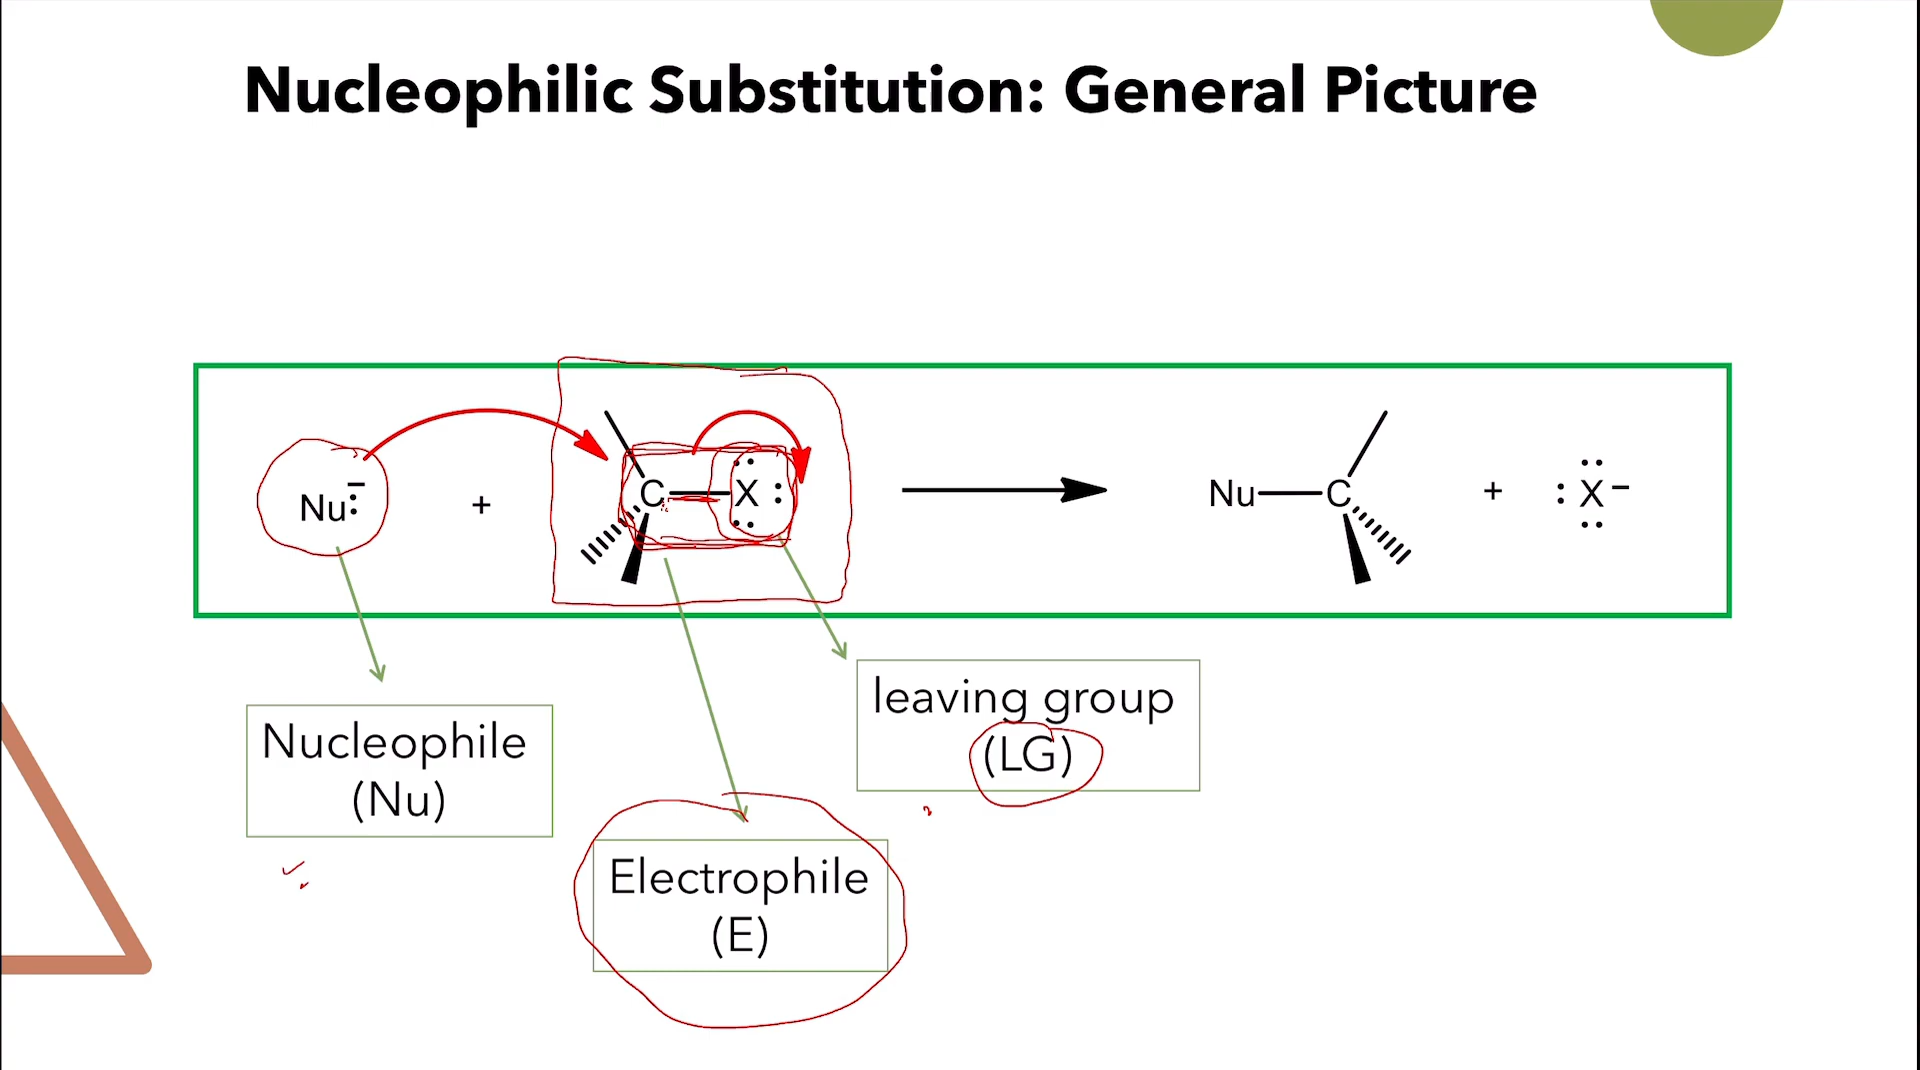 Nucleophilic Substitution: General Picture
Nu:⁻ + C—X: Nu—C + :X⁻
leaving group
(LG)
Nucleophile
(Nu)
Electrophile
(E)